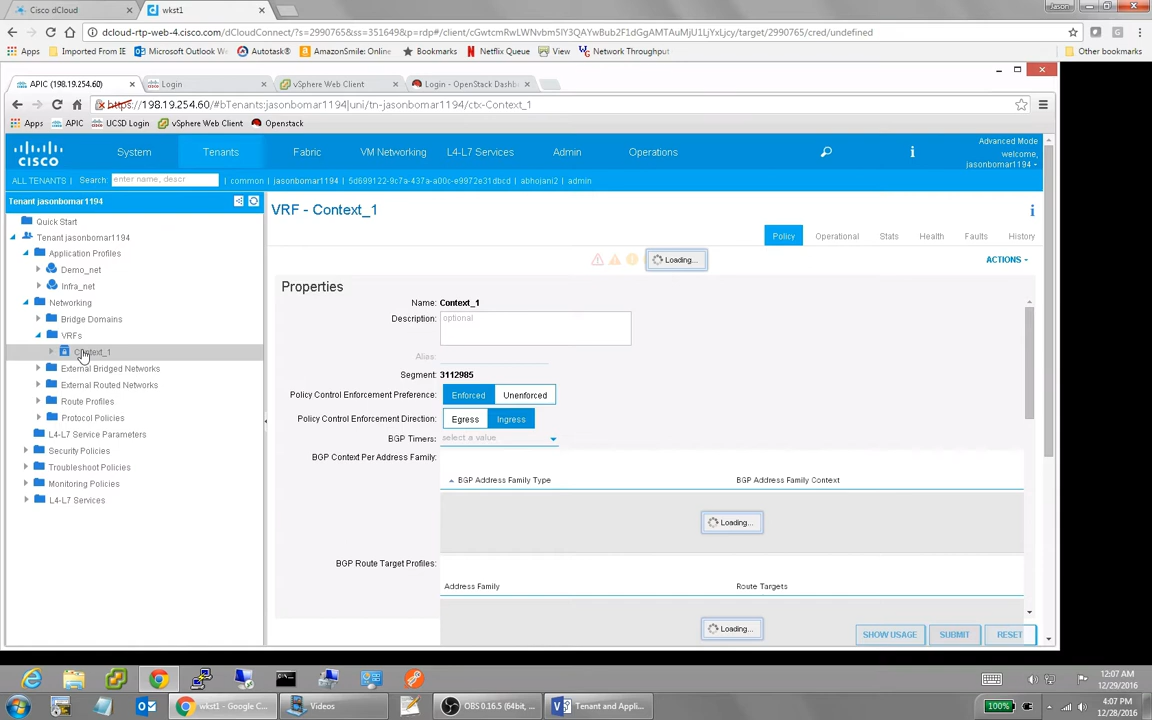 Cisco dCloud
wkst1
Jason
dcloud-rtp-web-4.cisco.com/dCloudConnect/?s=2990765&ss=351649&p=rdp#/client/cGwtcmRwLWNvbm5lY3QAYwBub2F1dGgAMTAuMjU1LjYxLjcy/target/2990765/cred/undefined
Apps Imported From IE Microsoft Outlook We Autotask® AmazonSmile: Online Bookmarks Netflix Queue View Network Throughput Other bookmarks
APIC (198.19.254.60) Login vSphere Web Client Login - OpenStack Dashb
https://198.19.254.60/#bTenants:jasonbomar1194|uni/tn-jasonbomar1194/ctx-Context_1
Apps APIC UCSD Login vSphere Web Client Openstack
CISCO
System Tenants Fabric VM Networking L4-L7 Services Admin Operations
i
Advanced Mode
welcome,
jasonbomar1194
ALL TENANTS | Search: enter name, descr | common | jasonbomar1194 | 5d699122-9c7a-437a-a00c-e9972e31dbcd | abhojani2 | admin
Tenant jasonbomar1194
Quick Start
Tenant jasonbomar1194
Application Profiles
Demo_net
Infra_net
Networking
Bridge Domains
VRFs
Context_1
External Bridged Networks
External Routed Networks
Route Profiles
Protocol Policies
L4-L7 Service Parameters
Security Policies
Troubleshoot Policies
Monitoring Policies
L4-L7 Services
VRF - Context_1
i
Policy Operational Stats Health Faults History
Loading...
ACTIONS
Properties
Name: Context_1
Description: optional
Alias:
Segment: 3112985
Policy Control Enforcement Preference: Enforced Unenforced
Policy Control Enforcement Direction: Egress Ingress
BGP Timers: select a value
BGP Context Per Address Family:
BGP Address Family Type BGP Address Family Context
Loading...
BGP Route Target Profiles:
Address Family Route Targets
Loading...
SHOW USAGE SUBMIT RESET
12:07 AM
12/29/2016
wkst1 - Google C... Videos OBS 0.16.5 (64bit, ... Tenant and Appli...
100%
4:07 PM
12/28/2016